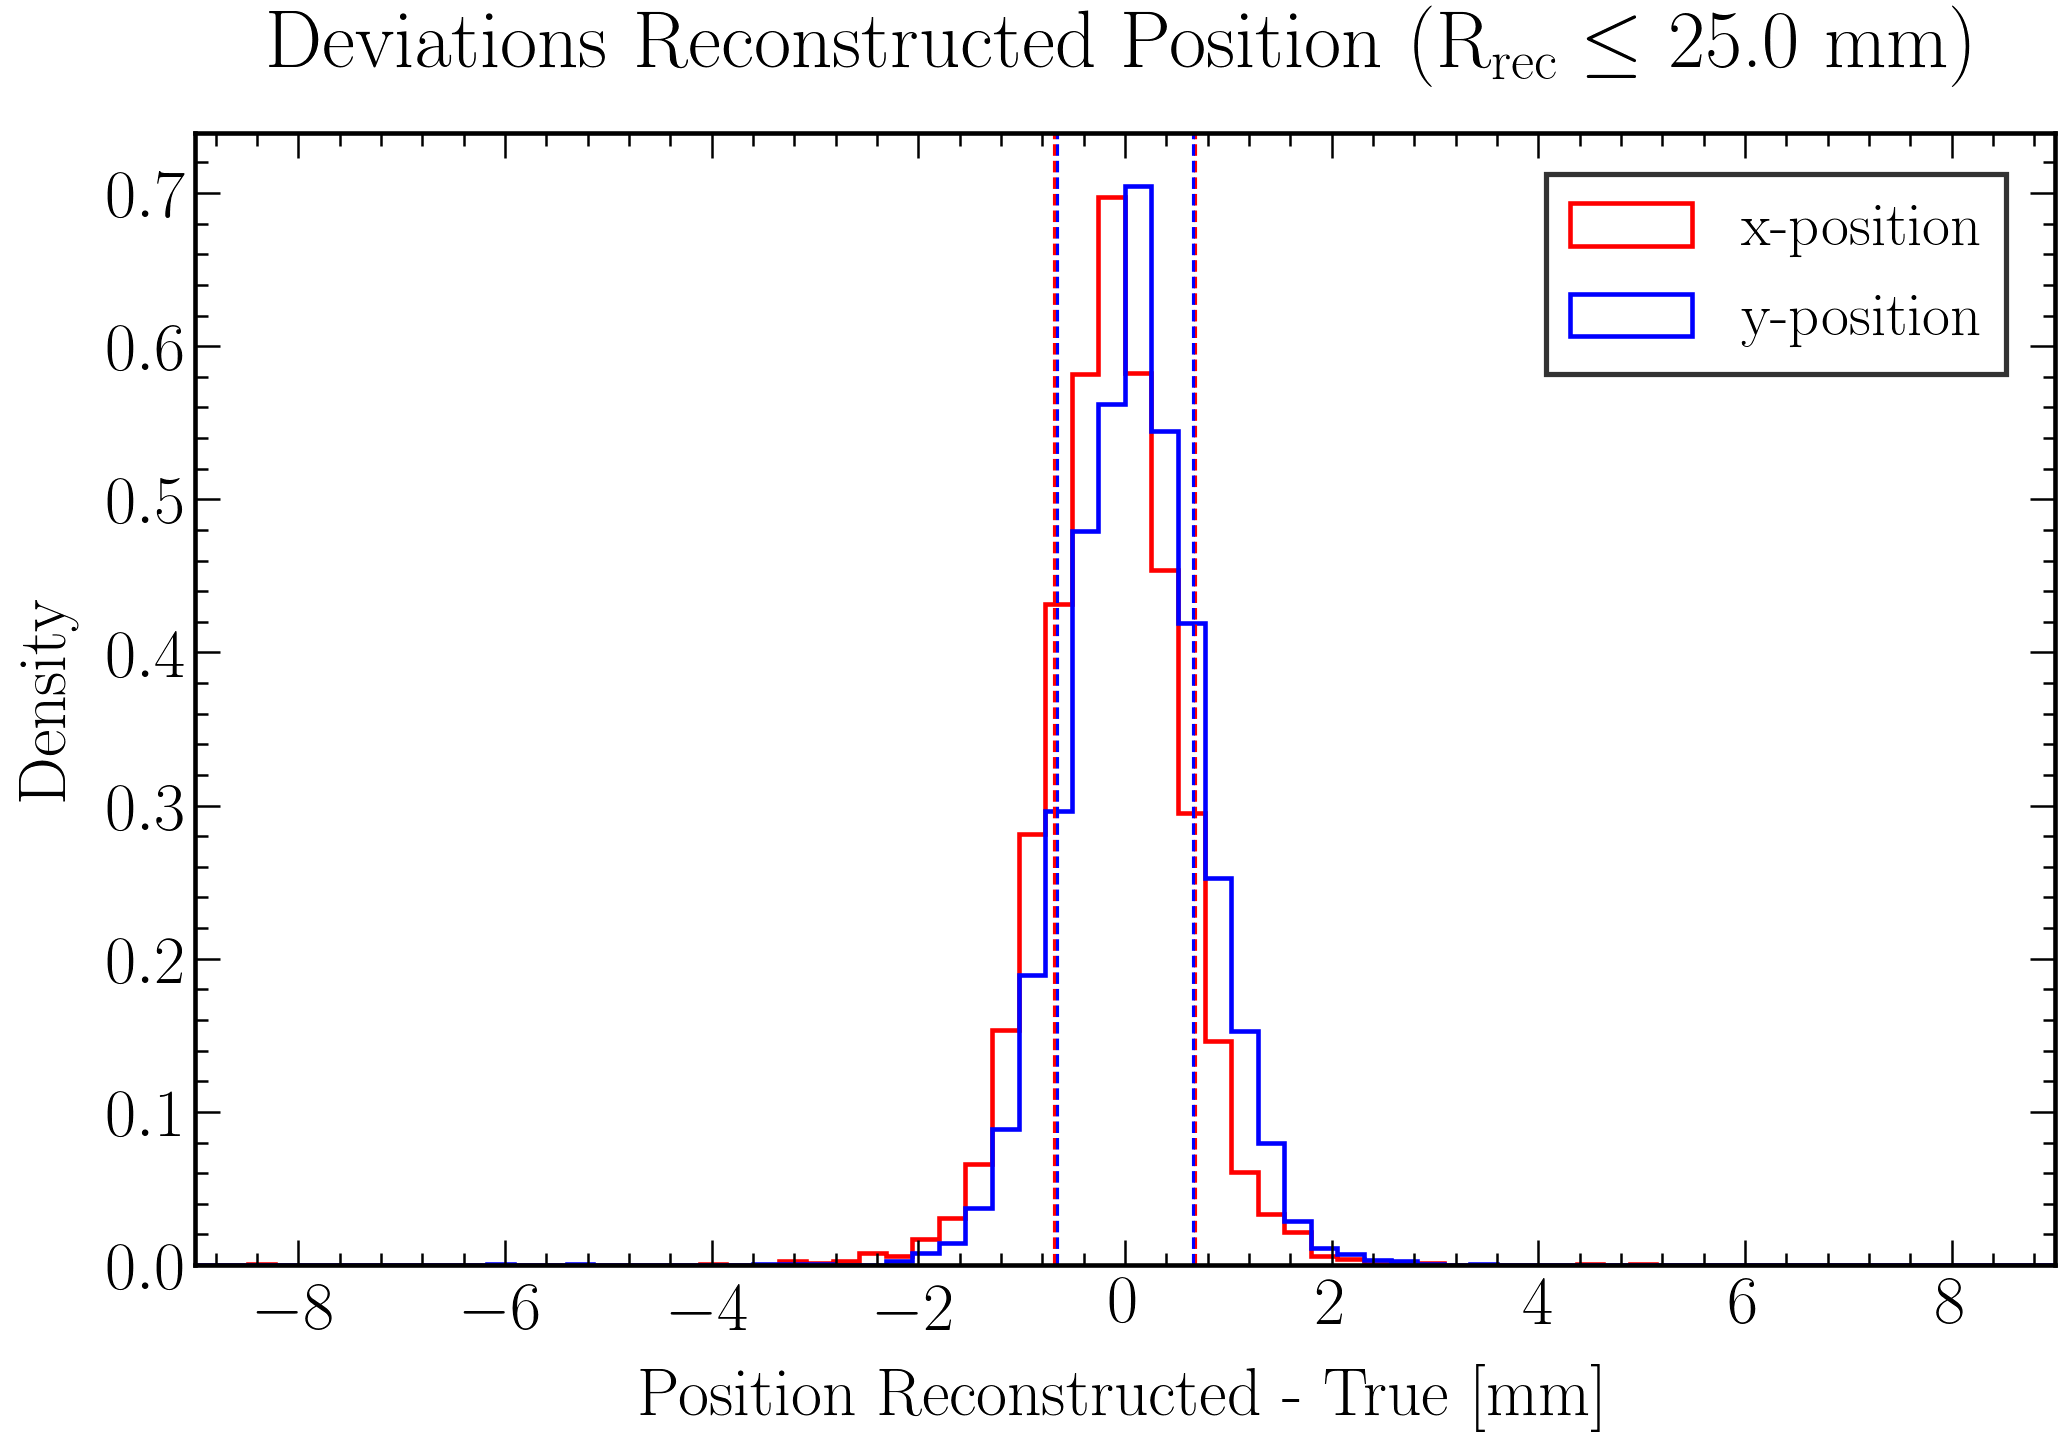 Deviations Reconstructed Position (R_rec ≤ 25.0 mm)
x-position
y-position
0.7
0.6
0.5
0.4
0.3
0.2
0.1
0.0
Density
−8 −6 −4 −2 0 2 4 6 8
Position Reconstructed - True [mm]